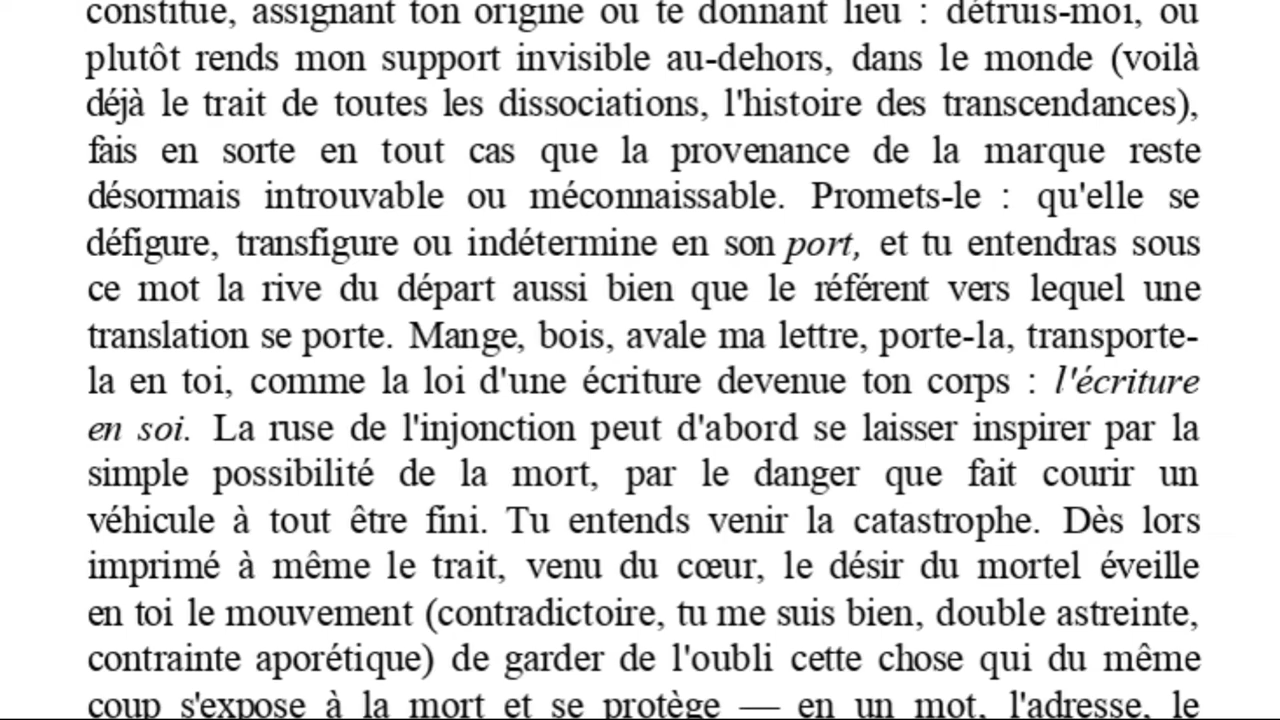 constitue, assignant ton origine ou te donnant lieu : détruis-moi, ou
plutôt rends mon support invisible au-dehors, dans le monde (voilà
déjà le trait de toutes les dissociations, l'histoire des transcendances),
fais en sorte en tout cas que la provenance de la marque reste
désormais introuvable ou méconnaissable. Promets-le : qu'elle se
défigure, transfigure ou indétermine en son port, et tu entendras sous
ce mot la rive du départ aussi bien que le référent vers lequel une
translation se porte. Mange, bois, avale ma lettre, porte-la, transporte-
la en toi, comme la loi d'une écriture devenue ton corps : l'écriture
en soi. La ruse de l'injonction peut d'abord se laisser inspirer par la
simple possibilité de la mort, par le danger que fait courir un
véhicule à tout être fini. Tu entends venir la catastrophe. Dès lors
imprimé à même le trait, venu du cœur, le désir du mortel éveille
en toi le mouvement (contradictoire, tu me suis bien, double astreinte,
contrainte aporétique) de garder de l'oubli cette chose qui du même
coup s'expose à la mort et se protège — en un mot, l'adresse, le